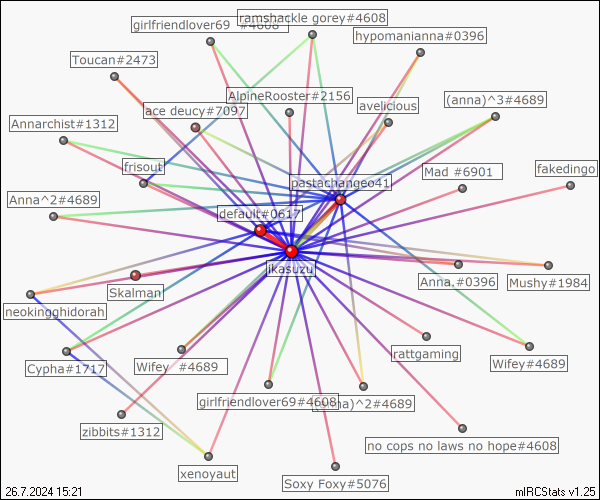 ramshackle gorey#4608
girlfriendlover69 #4608
hypomanianna#0396
Toucan#2473
AlpineRooster#2156
(anna)^3#4689
avelicious
ace deucy#7097
Annarchist#1312
frisout
Mad #6901
fakedingo
pastachangeo41
Anna^2#4689
default#0617
jikasuzu
Anna.#0396
Mushy#1984
Skalman
neokingghidorah
rattgaming
Cypha#1717
Wifey #4689
Wifey#4689
girlfriendlover69#4608
)^2#4689
zibbits#1312
no cops no laws no hope#4608
xenoyaut
Soxy Foxy#5076
26.7.2024 15:21
mIRCStats v1.25